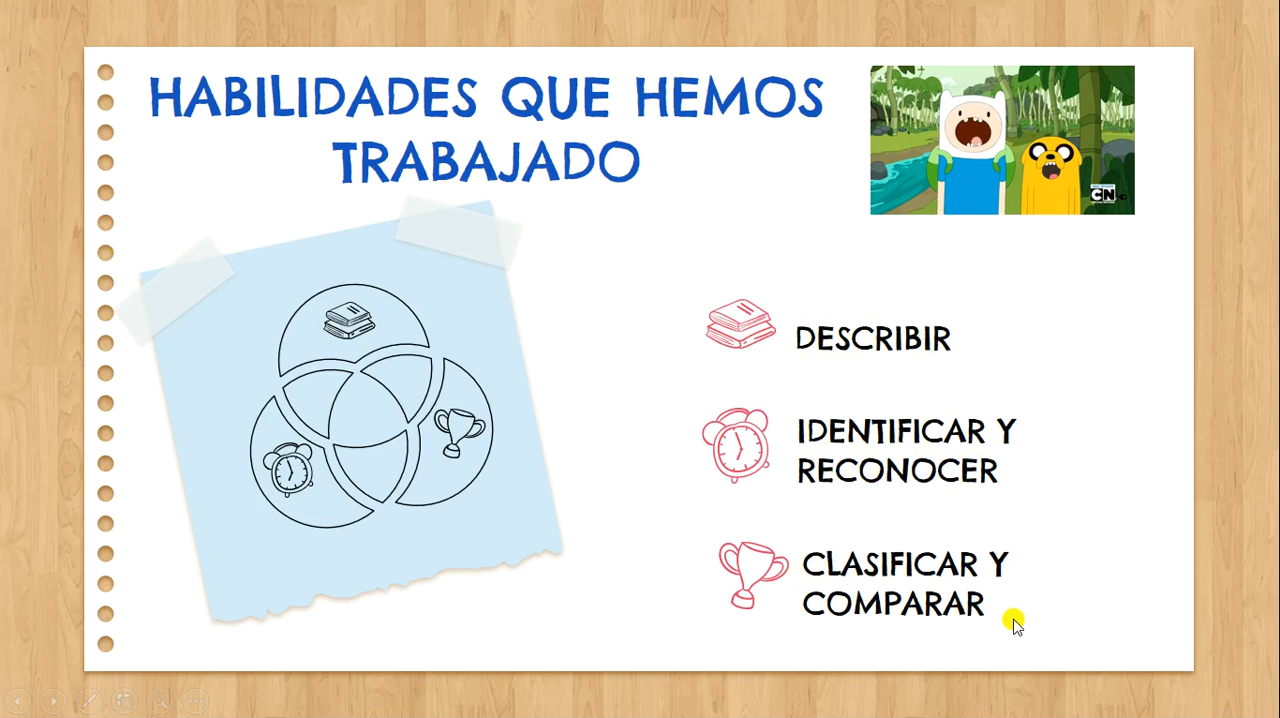 HABILIDADES QUE HEMOS
TRABAJADO
CN
DESCRIBIR
IDENTIFICAR Y
RECONOCER
CLASIFICAR Y
COMPARAR